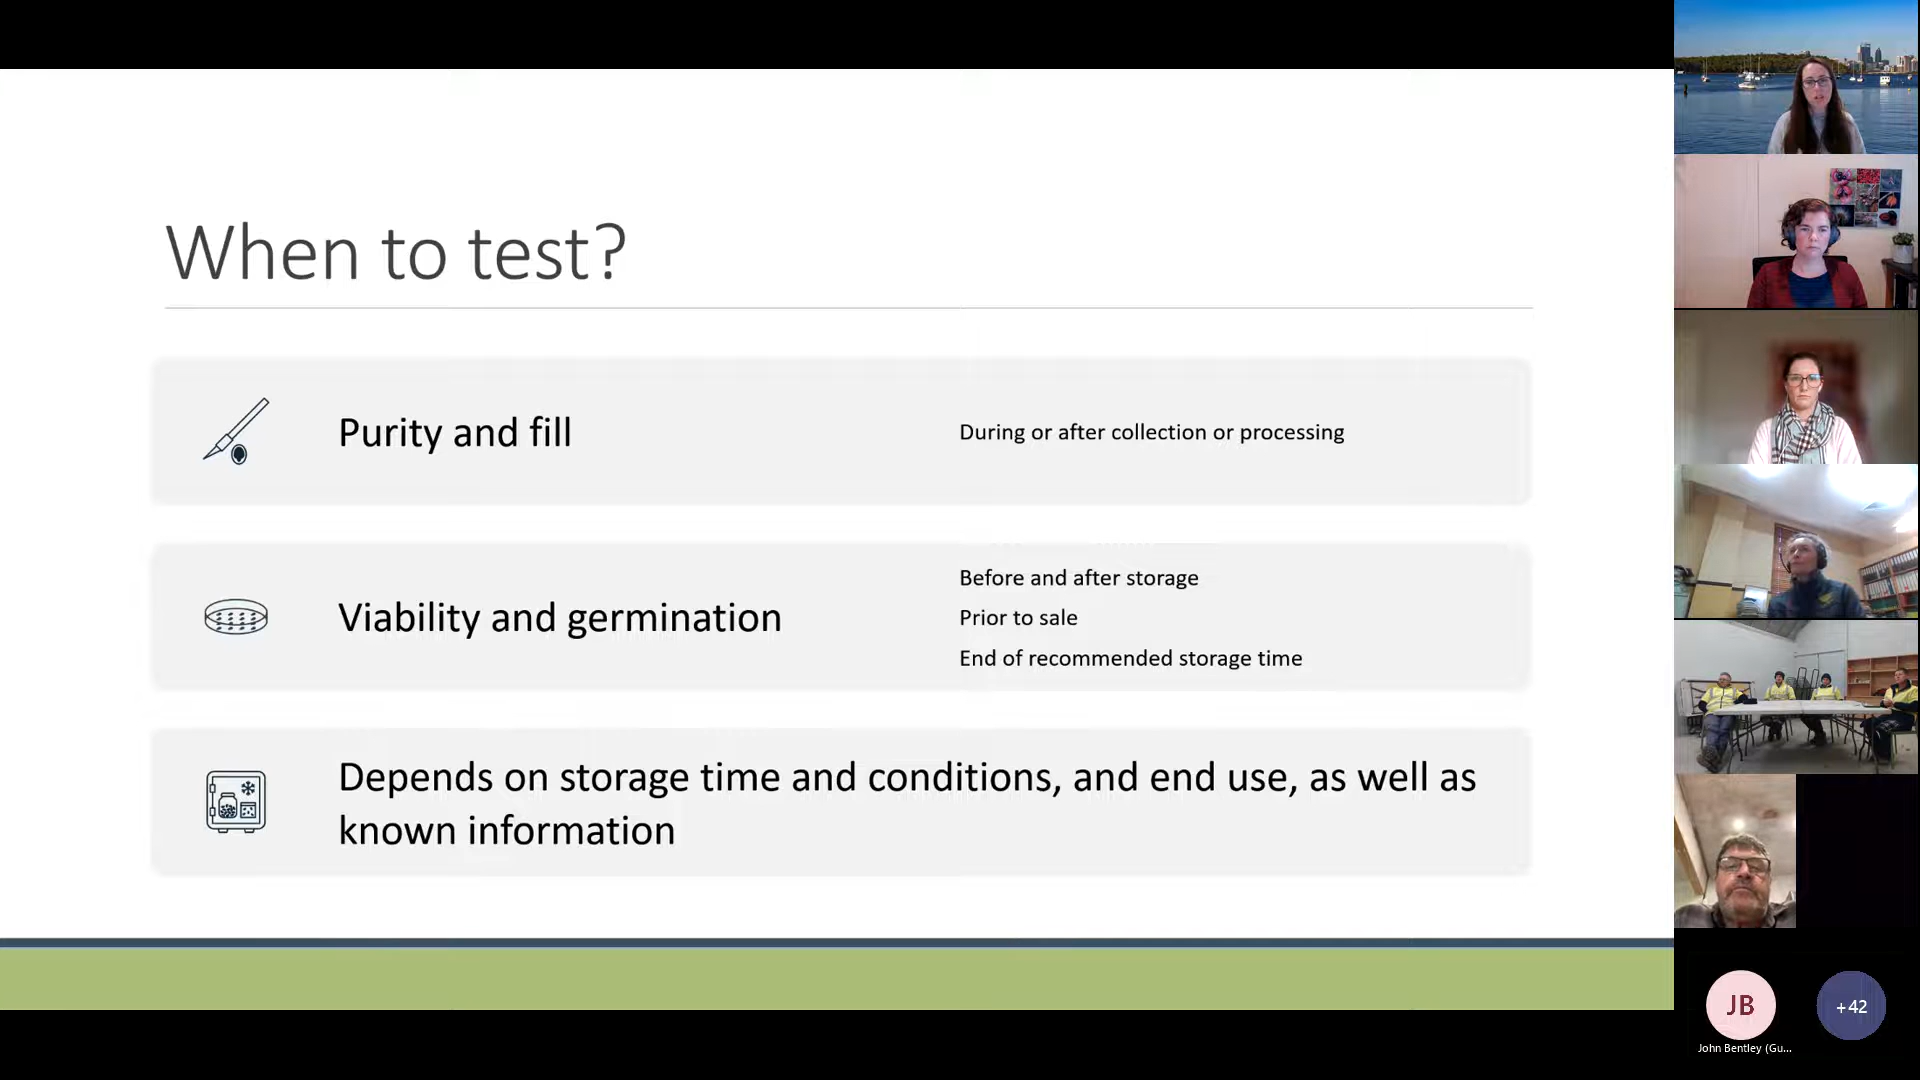 When to test?
Purity and fill
During or after collection or processing
Viability and germination
Before and after storage
Prior to sale
End of recommended storage time
Depends on storage time and conditions, and end use, as well as
known information
JB
+42
John Bentley (Gu...